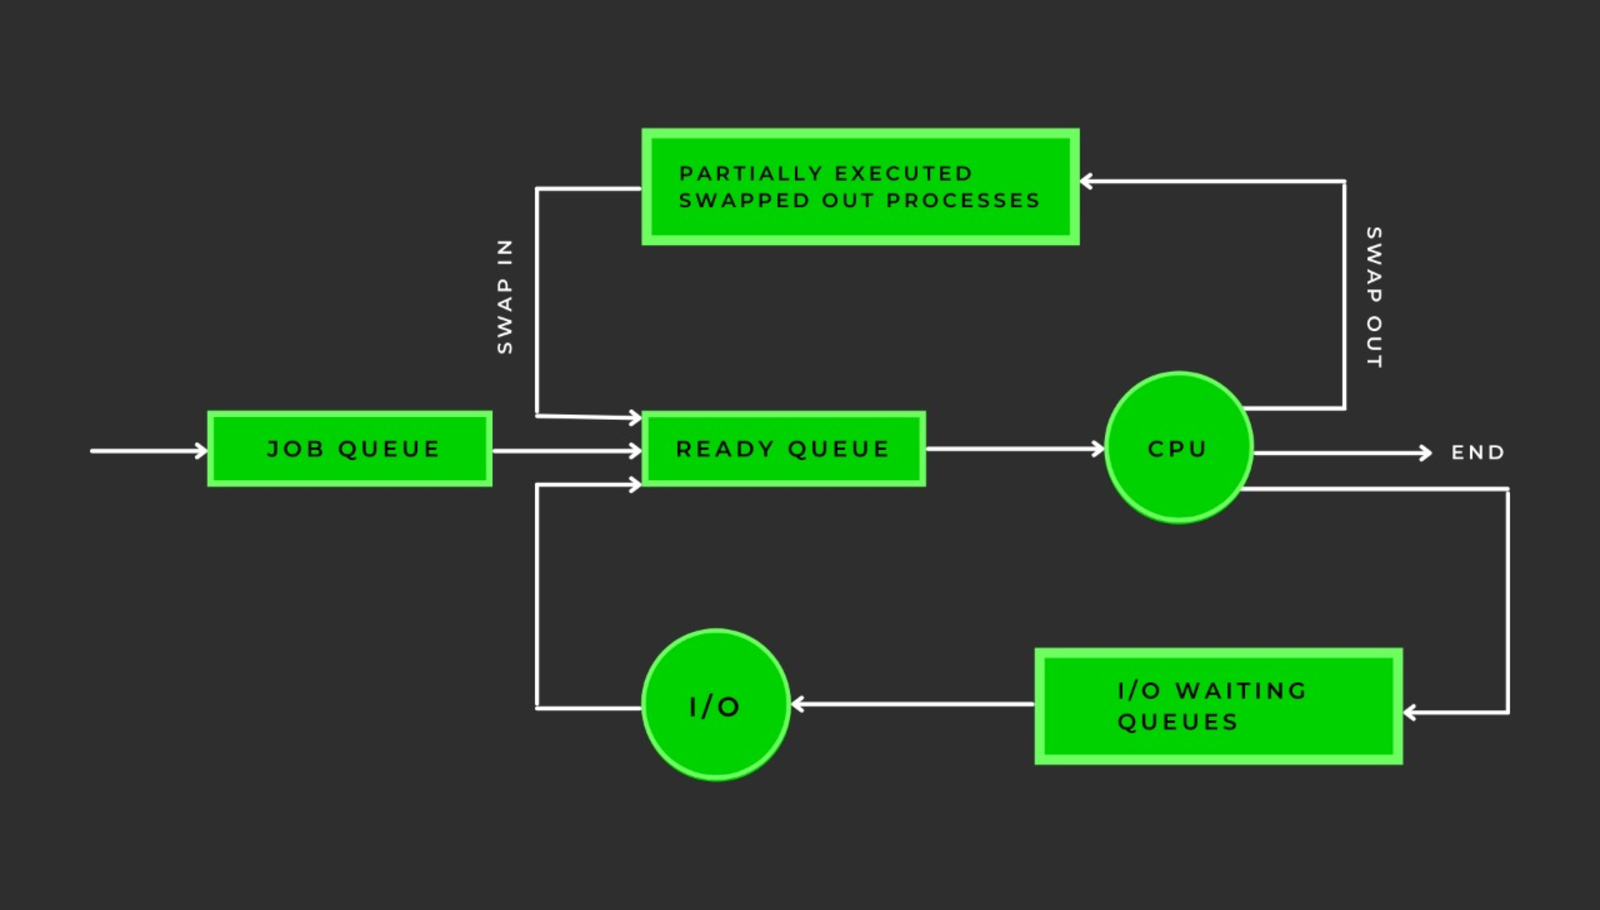 PARTIALLY EXECUTED
SWAPPED OUT PROCESSES
SWAP IN
SWAP OUT
JOB QUEUE
READY QUEUE
CPU
END
I/O
I/O WAITING
QUEUES